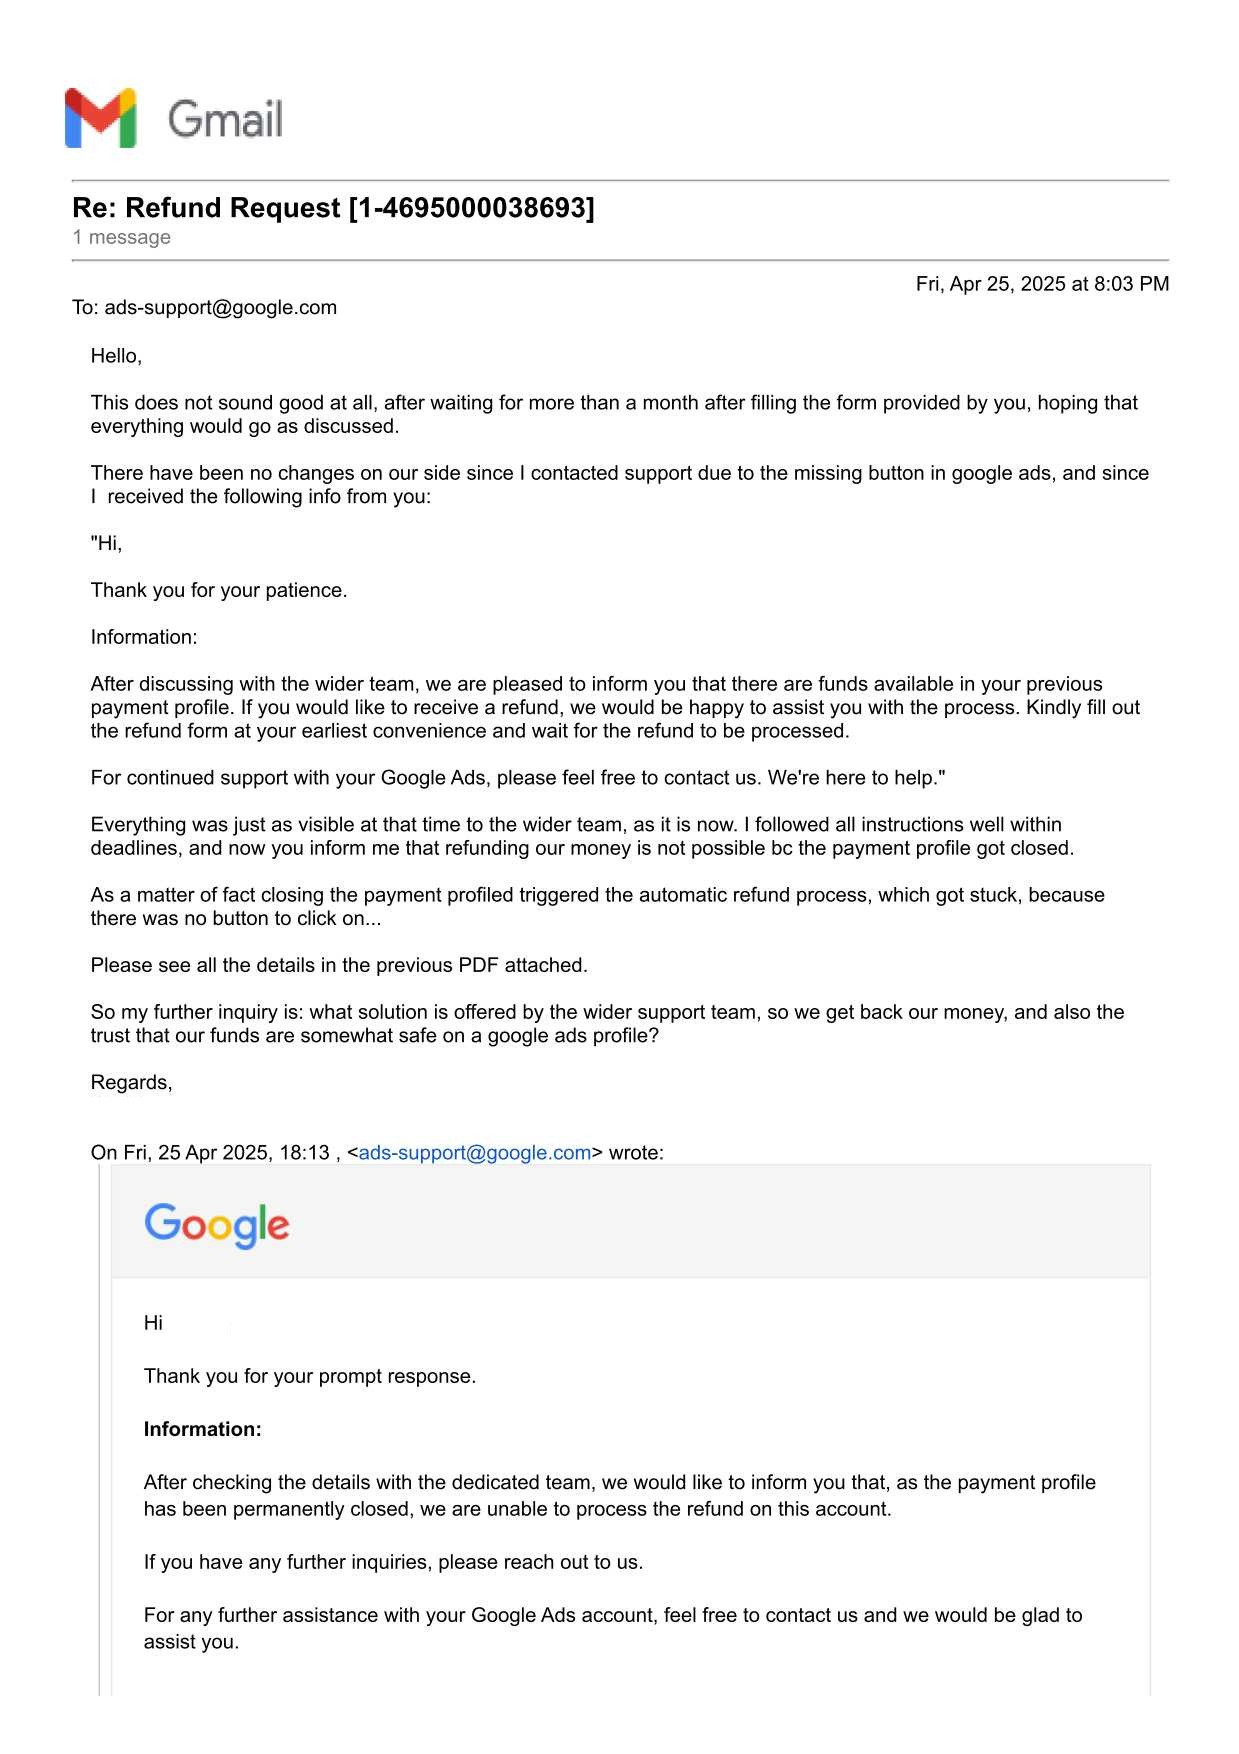 Gmail
Re: Refund Request [1-4695000038693]
1 message
Fri, Apr 25, 2025 at 8:03 PM
To: ads-support@google.com
Hello,
This does not sound good at all, after waiting for more than a month after filling the form provided by you, hoping that
everything would go as discussed.
There have been no changes on our side since I contacted support due to the missing button in google ads, and since
I  received the following info from you:
"Hi,
Thank you for your patience.
Information:
After discussing with the wider team, we are pleased to inform you that there are funds available in your previous
payment profile. If you would like to receive a refund, we would be happy to assist you with the process. Kindly fill out
the refund form at your earliest convenience and wait for the refund to be processed.
For continued support with your Google Ads, please feel free to contact us. We're here to help."
Everything was just as visible at that time to the wider team, as it is now. I followed all instructions well within
deadlines, and now you inform me that refunding our money is not possible bc the payment profile got closed.
As a matter of fact closing the payment profiled triggered the automatic refund process, which got stuck, because
there was no button to click on...
Please see all the details in the previous PDF attached.
So my further inquiry is: what solution is offered by the wider support team, so we get back our money, and also the
trust that our funds are somewhat safe on a google ads profile?
Regards,
On Fri, 25 Apr 2025, 18:13 , <ads-support@google.com> wrote:
Google
Hi
Thank you for your prompt response.
Information:
After checking the details with the dedicated team, we would like to inform you that, as the payment profile
has been permanently closed, we are unable to process the refund on this account.
If you have any further inquiries, please reach out to us.
For any further assistance with your Google Ads account, feel free to contact us and we would be glad to
assist you.